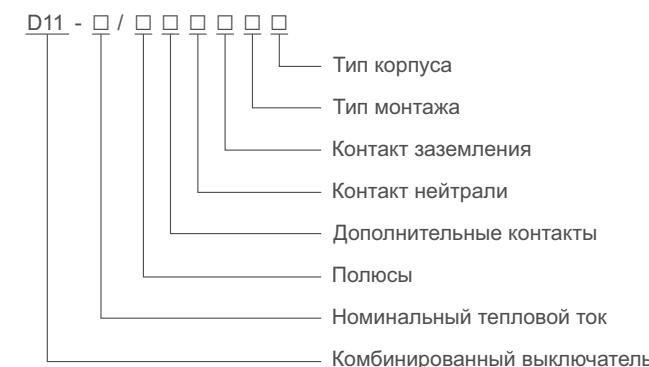 D11 - □ / □ □ □ □ □ □
Тип корпуса
Тип монтажа
Контакт заземления
Контакт нейтрали
Дополнительные контакты
Полюсы
Номинальный тепловой ток
Комбинированный выключатель